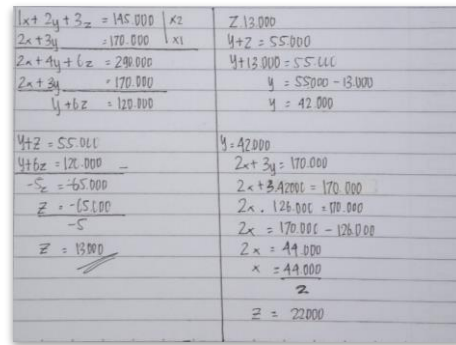 1x + 2y + 3z = 145.000 | x2
2x + 3y = 170.000 | x1
2x + 4y + 6z = 290.000
2x + 3y = 170.000
y + 6z = 120.000
y+z = 55.000
y+6z = 120.000 -
-5z = -65.000
z = -65.000
-5
z = 13.000
z 13.000
y+z = 55.000
y+13.000 = 55.000
y = 55000 - 13.000
y = 42.000
y = 42000
2x + 3y = 170.000
2x + 3.42000 = 170.000
2x . 126.000 = 170.000
2x = 170.000 - 126.000
2x = 44.000
x = 44.000
2
z = 22000